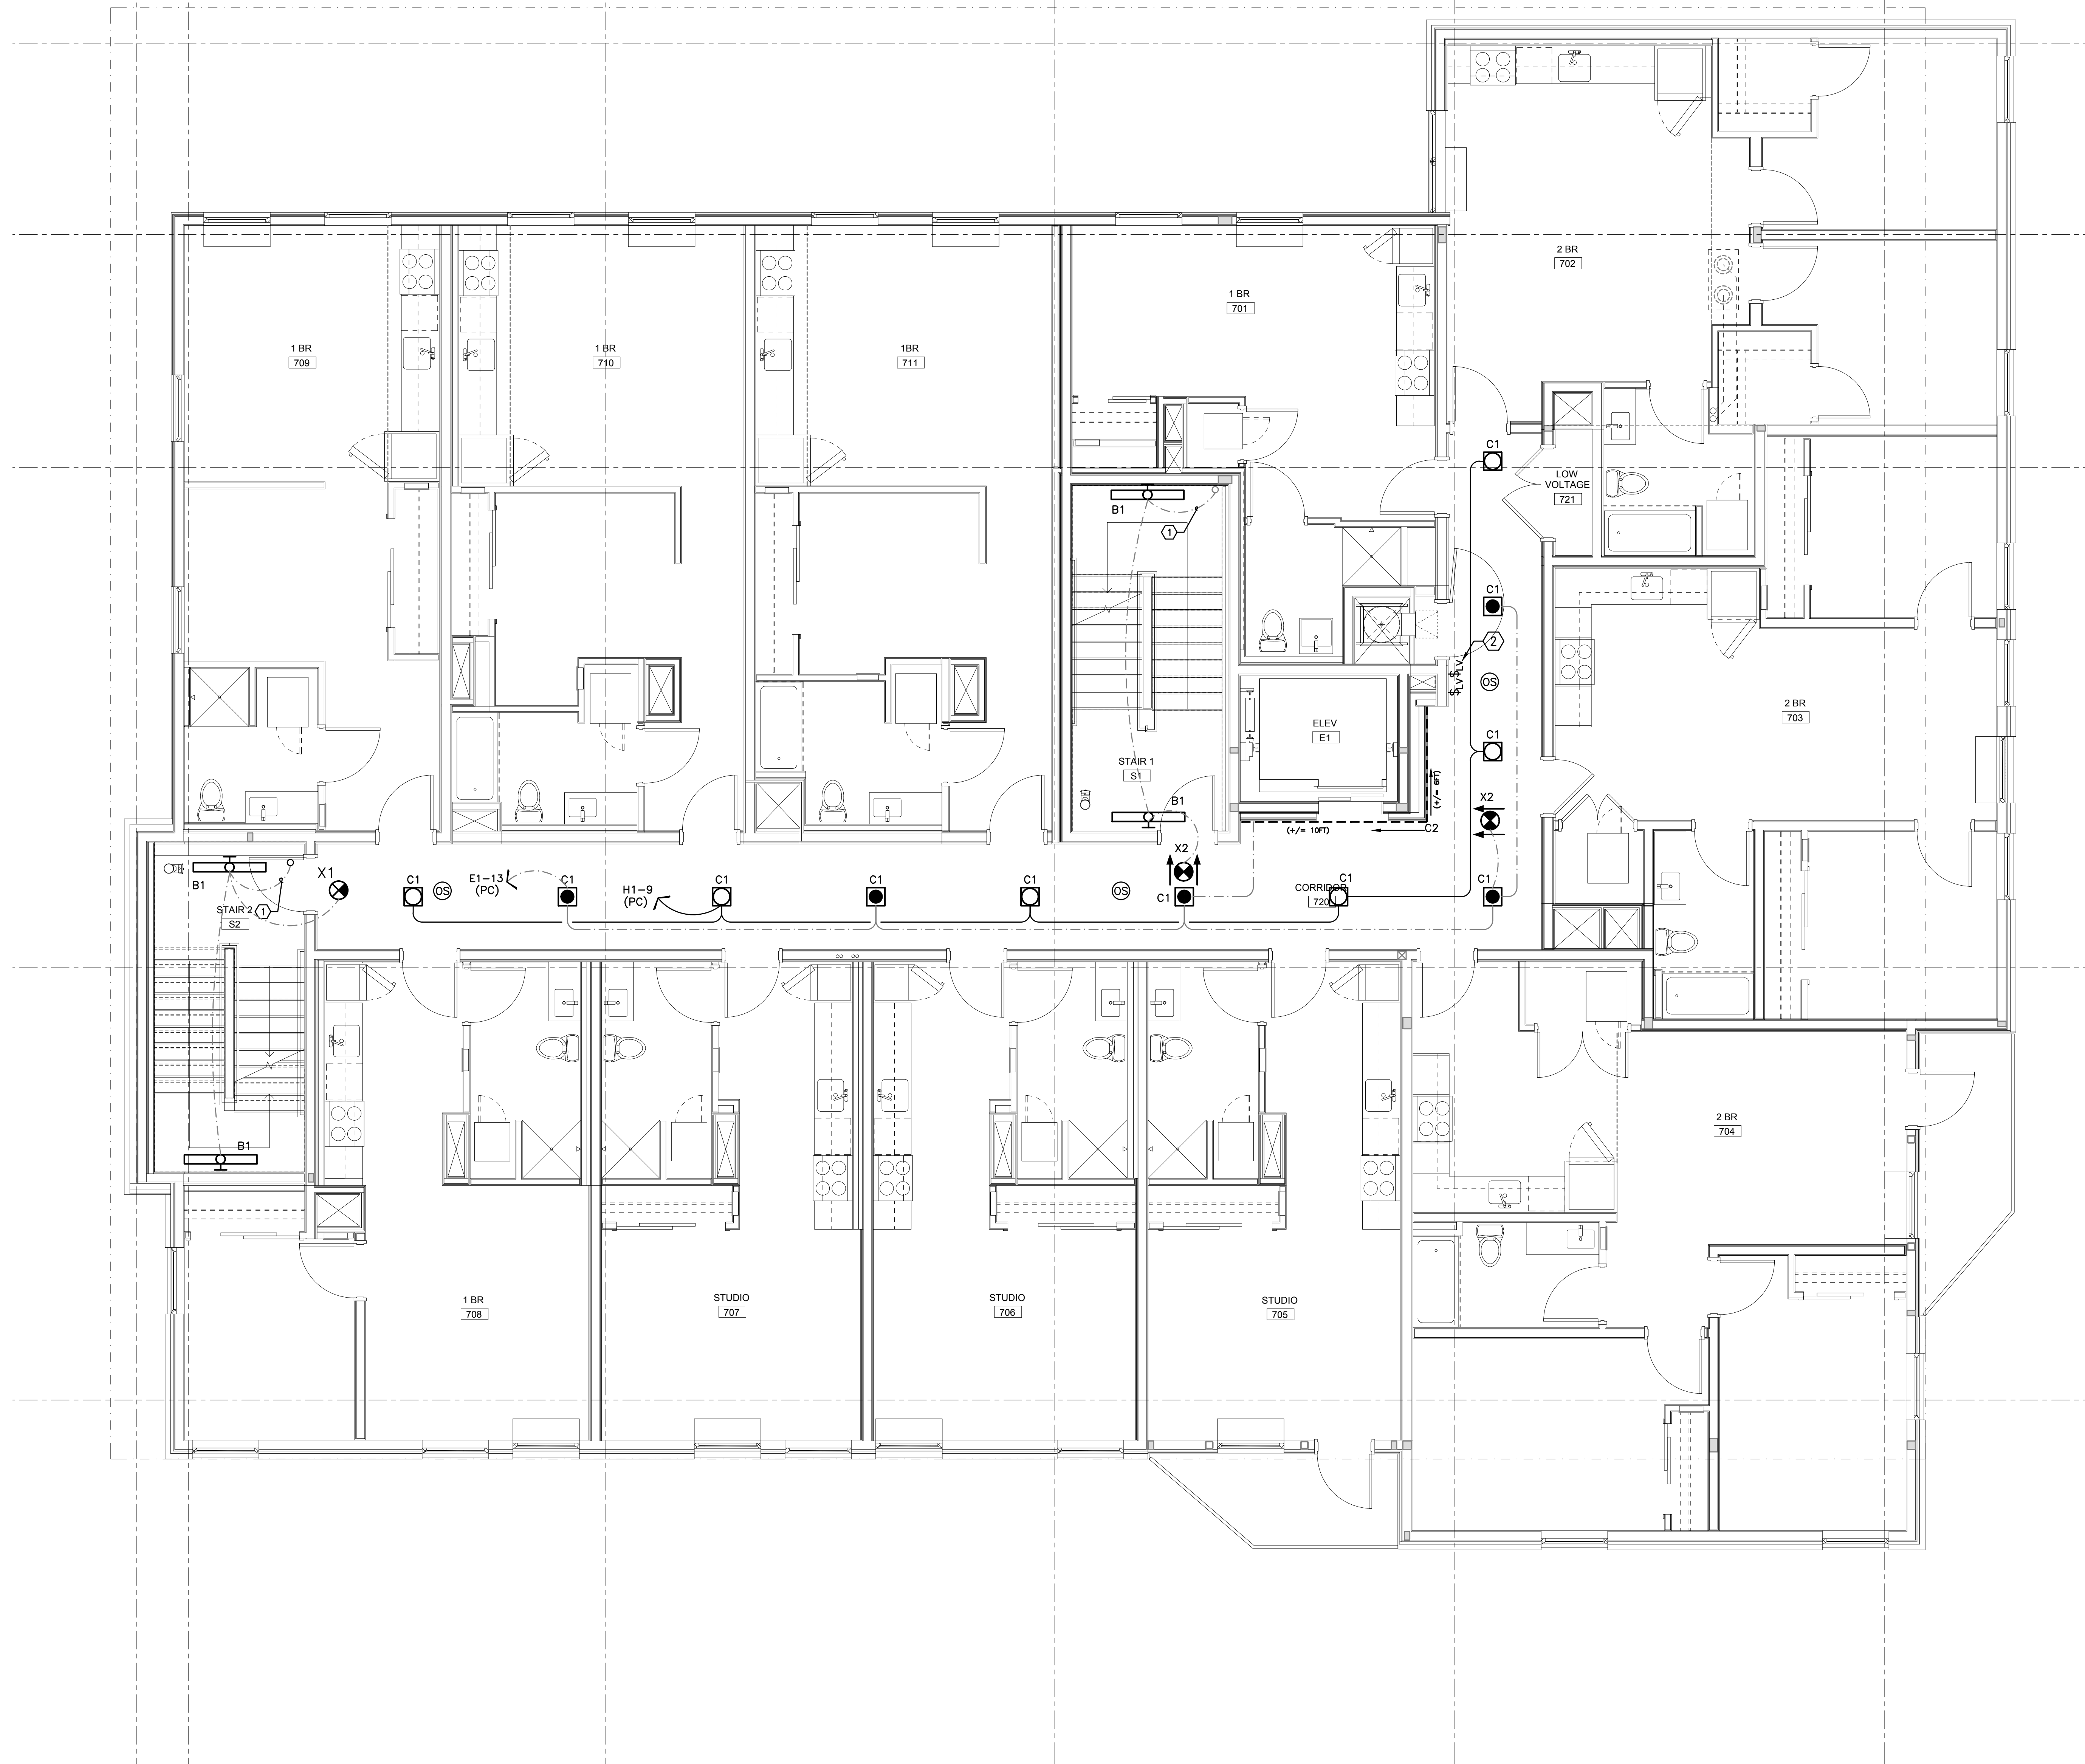 2 BR
702
1 BR
701
1 BR
709
1 BR
710
1BR
711
C1
LOW
VOLTAGE
721
B1
1
C1
2
$LV
$LV
OS
2 BR
703
ELEV
E1
STAIR 1
S1
C1
(+/= 6FT)
X2
B1
(+/= 10FT)
C2
X2
X1
B1
C1
OS
E1-13
(PC)
C1
H1-9
(PC)
C1
C1
OS
C1
C1
CORRIDOR
720
C1
C1
STAIR 2
S2
1
2 BR
704
B1
1 BR
708
STUDIO
707
STUDIO
706
STUDIO
705